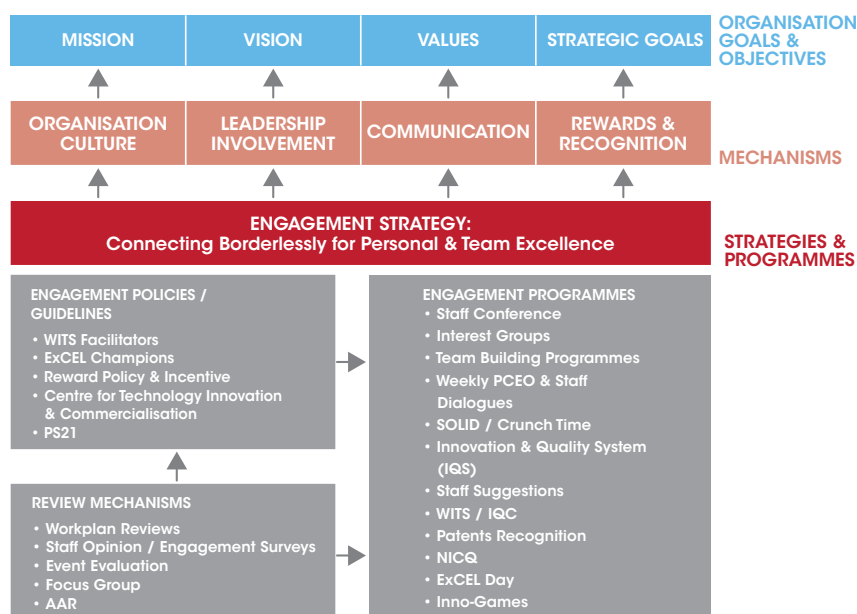 MISSION
VISION
VALUES
STRATEGIC GOALS
ORGANISATION
GOALS &
OBJECTIVES
ORGANISATION
CULTURE
LEADERSHIP
INVOLVEMENT
COMMUNICATION
REWARDS &
RECOGNITION
MECHANISMS
ENGAGEMENT STRATEGY:
Connecting Borderlessly for Personal & Team Excellence
STRATEGIES &
PROGRAMMES
ENGAGEMENT POLICIES /
GUIDELINES
• WITS Facilitators
• ExCEL Champions
• Reward Policy & Incentive
• Centre for Technology Innovation
& Commercialisation
• PS21
REVIEW MECHANISMS
• Workplan Reviews
• Staff Opinion / Engagement Surveys
• Event Evaluation
• Focus Group
• AAR
ENGAGEMENT PROGRAMMES
• Staff Conference
• Interest Groups
• Team Building Programmes
• Weekly PCEO & Staff
Dialogues
• SOLID / Crunch Time
• Innovation & Quality System
(IQS)
• Staff Suggestions
• WITS / IQC
• Patents Recognition
• NICQ
• ExCEL Day
• Inno-Games